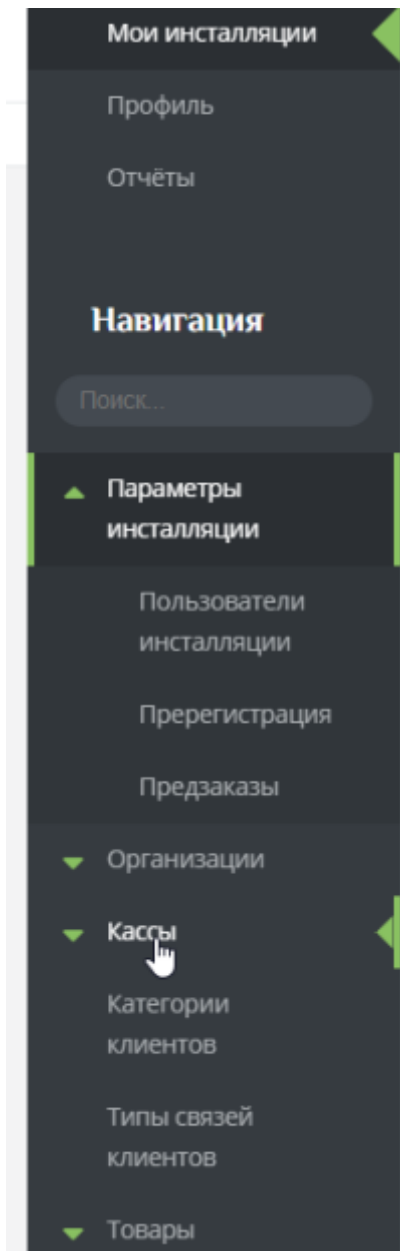 Мои инсталляции
Профиль
Отчёты
Навигация
Поиск...
Параметры
инсталляции
Пользователи
инсталляции
Пререгистрация
Предзаказы
Организации
Кассы
Категории
клиентов
Типы связей
клиентов
Товары